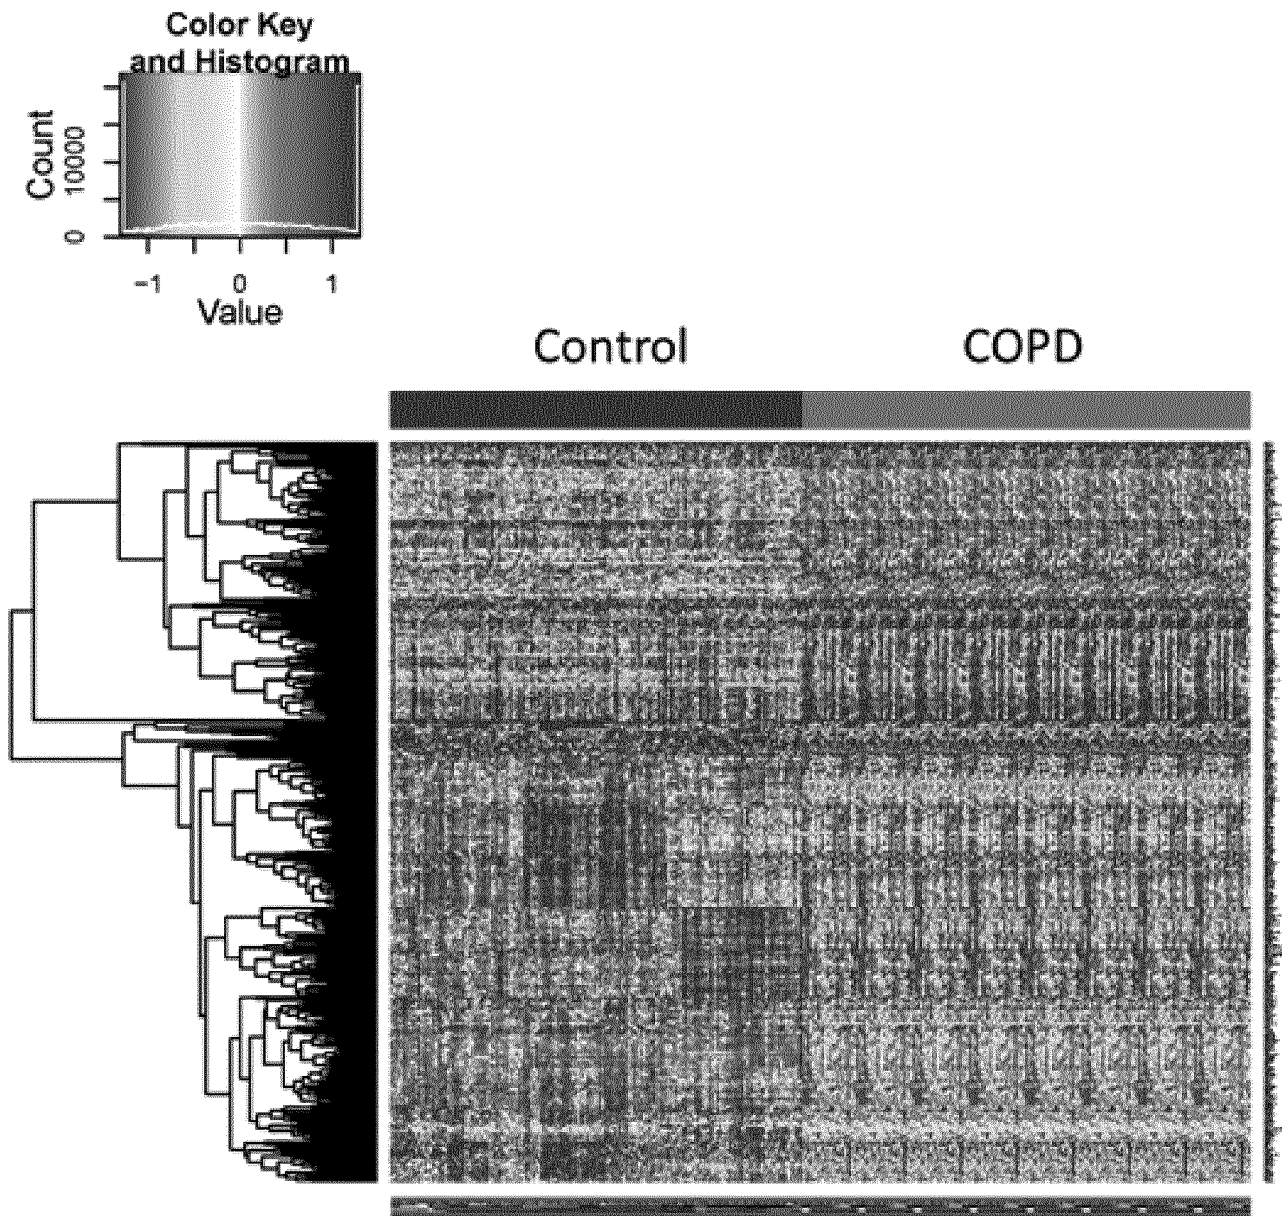 Color Key
and Histogram
Count
0 10000
-1 0 1
Value
Control COPD